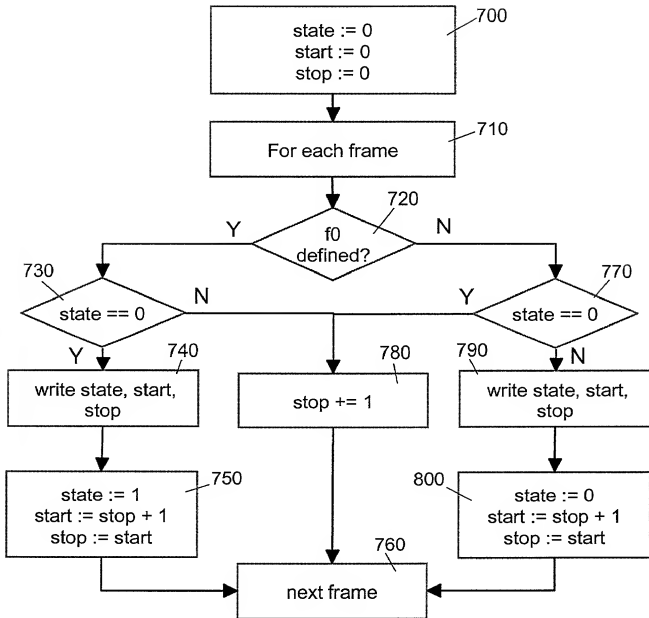 700
state := 0
start := 0
stop := 0
710
For each frame
720
Y
f0
N
defined?
730
N
Y
770
state == 0
state == 0
Y
740
780
790
N
write state, start,
stop
stop += 1
write state, start,
stop
750
state := 1
start := stop + 1
stop := start
800
state := 0
start := stop + 1
stop := start
760
next frame